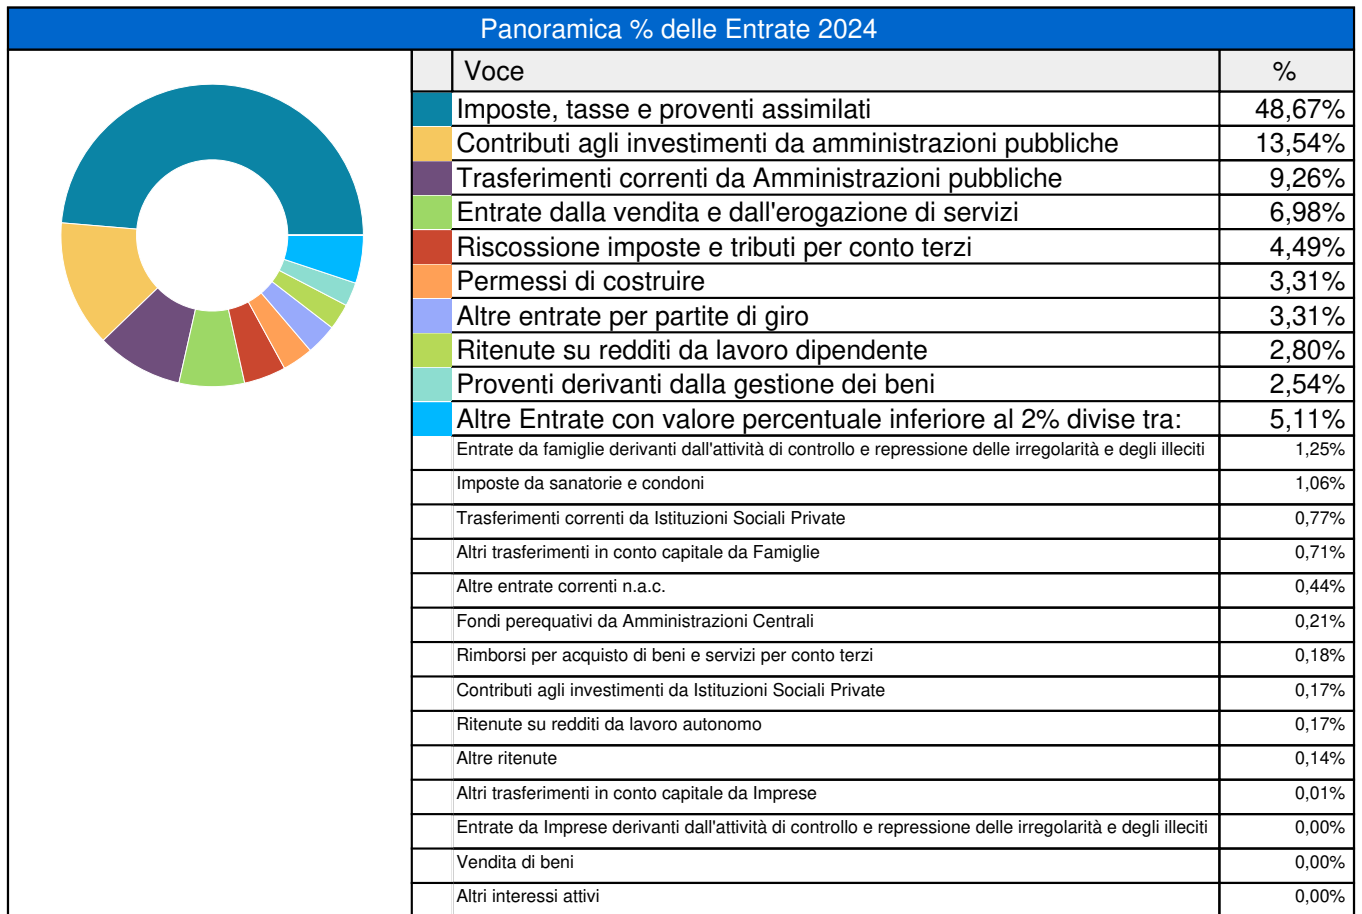 Panoramica % delle Entrate 2024
Voce %
Imposte, tasse e proventi assimilati 48,67%
Contributi agli investimenti da amministrazioni pubbliche 13,54%
Trasferimenti correnti da Amministrazioni pubbliche 9,26%
Entrate dalla vendita e dall'erogazione di servizi 6,98%
Riscossione imposte e tributi per conto terzi 4,49%
Permessi di costruire 3,31%
Altre entrate per partite di giro 3,31%
Ritenute su redditi da lavoro dipendente 2,80%
Proventi derivanti dalla gestione dei beni 2,54%
Altre Entrate con valore percentuale inferiore al 2% divise tra: 5,11%
Entrate da famiglie derivanti dall'attività di controllo e repressione delle irregolarità e degli illeciti 1,25%
Imposte da sanatorie e condoni 1,06%
Trasferimenti correnti da Istituzioni Sociali Private 0,77%
Altri trasferimenti in conto capitale da Famiglie 0,71%
Altre entrate correnti n.a.c. 0,44%
Fondi perequativi da Amministrazioni Centrali 0,21%
Rimborsi per acquisto di beni e servizi per conto terzi 0,18%
Contributi agli investimenti da Istituzioni Sociali Private 0,17%
Ritenute su redditi da lavoro autonomo 0,17%
Altre ritenute 0,14%
Altri trasferimenti in conto capitale da Imprese 0,01%
Entrate da Imprese derivanti dall'attività di controllo e repressione delle irregolarità e degli illeciti 0,00%
Vendita di beni 0,00%
Altri interessi attivi 0,00%